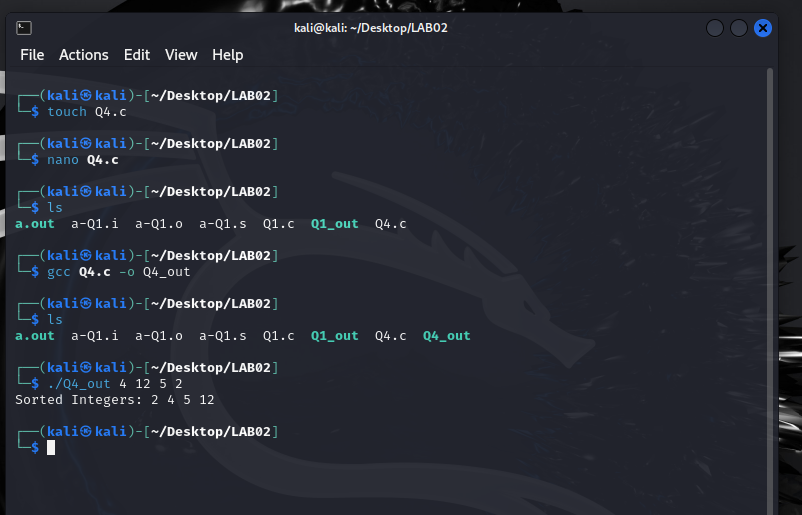 kali@kali: ~/Desktop/LAB02
File Actions Edit View Help
┌──(kali㉿kali)-[~/Desktop/LAB02]
└─$ touch Q4.c
┌──(kali㉿kali)-[~/Desktop/LAB02]
└─$ nano Q4.c
┌──(kali㉿kali)-[~/Desktop/LAB02]
└─$ ls
a.out a-Q1.i a-Q1.o a-Q1.s Q1.c Q1_out Q4.c
┌──(kali㉿kali)-[~/Desktop/LAB02]
└─$ gcc Q4.c -o Q4_out
┌──(kali㉿kali)-[~/Desktop/LAB02]
└─$ ls
a.out a-Q1.i a-Q1.o a-Q1.s Q1.c Q1_out Q4.c Q4_out
┌──(kali㉿kali)-[~/Desktop/LAB02]
└─$ ./Q4_out 4 12 5 2
Sorted Integers: 2 4 5 12
┌──(kali㉿kali)-[~/Desktop/LAB02]
└─$